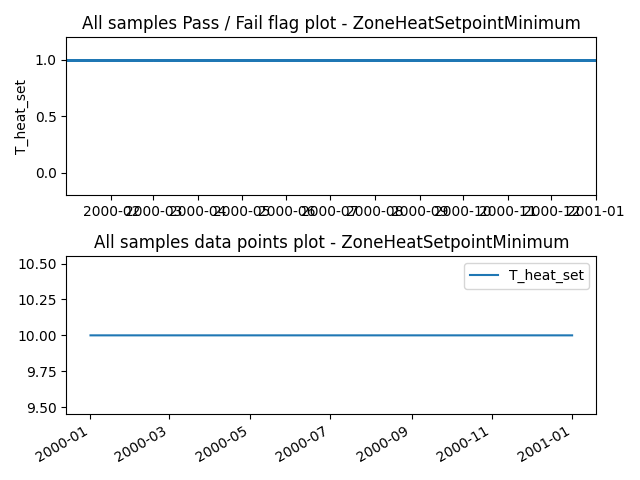 All samples Pass / Fail flag plot - ZoneHeatSetpointMinimum
T_heat_set
1.0
0.5
0.0
2000-02 2000-03 2000-04 2000-05 2000-06 2000-07 2000-08 2000-09 2000-10 2000-11 2000-12 2001-01
All samples data points plot - ZoneHeatSetpointMinimum
10.50
10.25
10.00
9.75
9.50
T_heat_set
2000-01 2000-03 2000-05 2000-07 2000-09 2000-11 2001-01